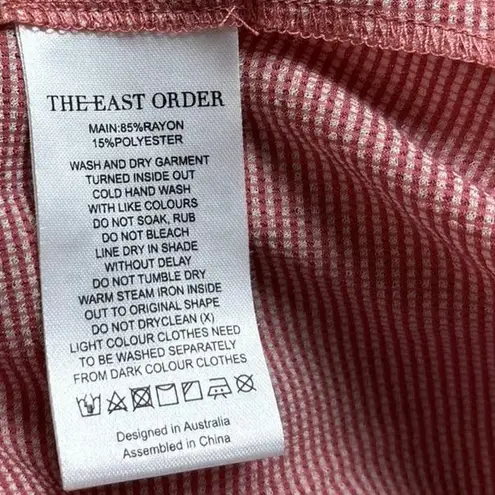 THE EAST ORDER
MAIN:85%RAYON
15%POLYESTER
WASH AND DRY GARMENT
TURNED INSIDE OUT
COLD HAND WASH
WITH LIKE COLOURS
DO NOT SOAK, RUB
DO NOT BLEACH
LINE DRY IN SHADE
WITHOUT DELAY
DO NOT TUMBLE DRY
WARM STEAM IRON INSIDE
OUT TO ORIGINAL SHAPE
DO NOT DRYCLEAN (X)
LIGHT COLOUR CLOTHES NEED
TO BE WASHED SEPARATELY
FROM DARK COLOUR CLOTHES
Designed in Australia
Assembled in China